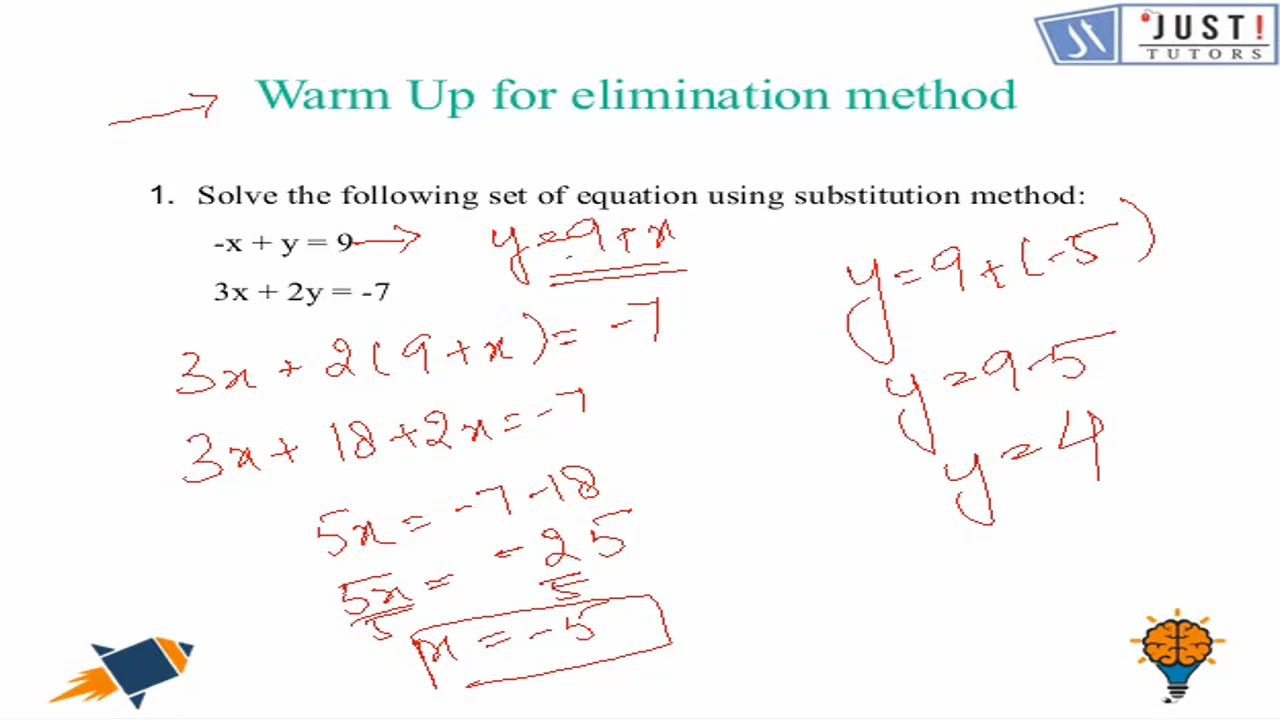 JUST!
TUTORS
Warm Up for elimination method
1. Solve the following set of equation using substitution method:
-x + y = 9
y = 9 + x
3x + 2y = -7
3x + 2(9 + x) = -7
3x + 18 + 2x = -7
5x = -7 - 18
5x/5 = -25/5
x = -5
y = 9 + (-5)
y = 9 - 5
y = 4